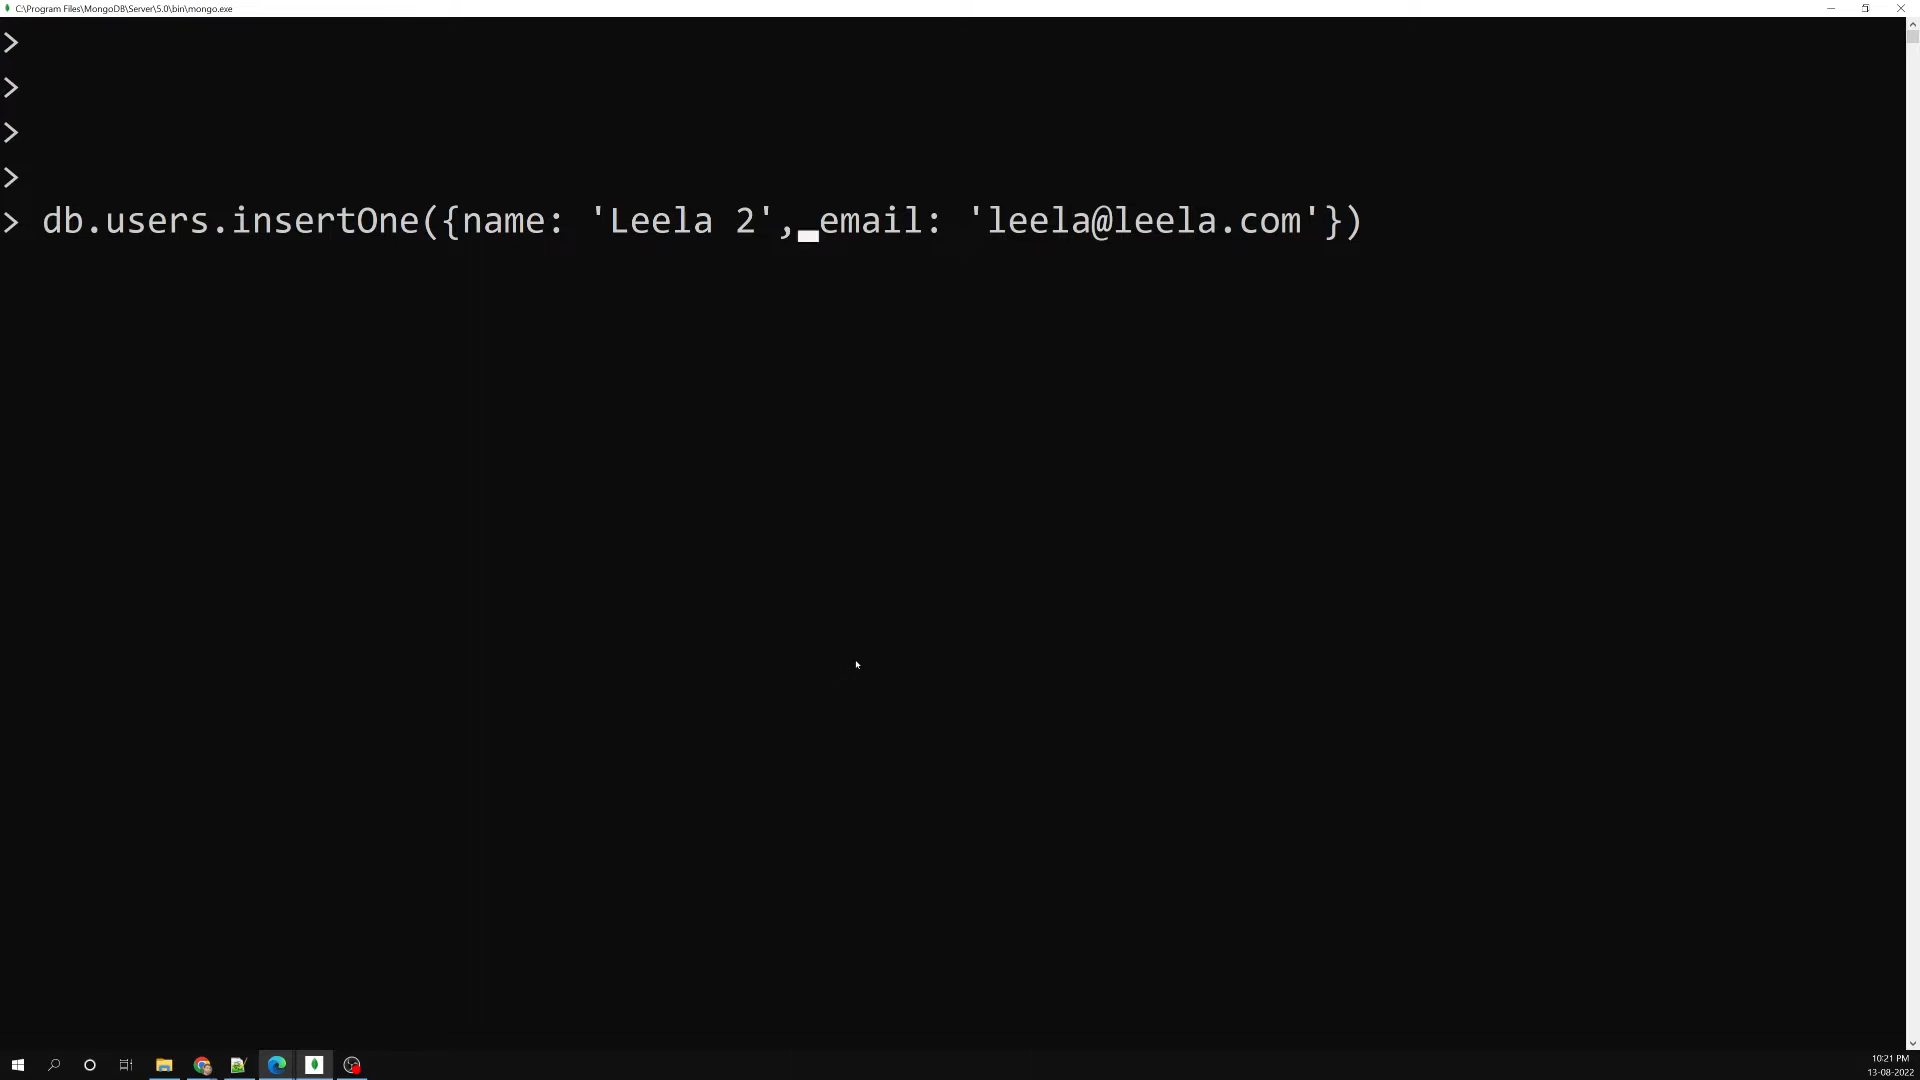 C:\Program Files\MongoDB\Server\5.0\bin\mongo.exe
>
>
>
>
> db.users.insertOne({name: 'Leela 2', email: 'leela@leela.com'})
10:21 PM
13-08-2022